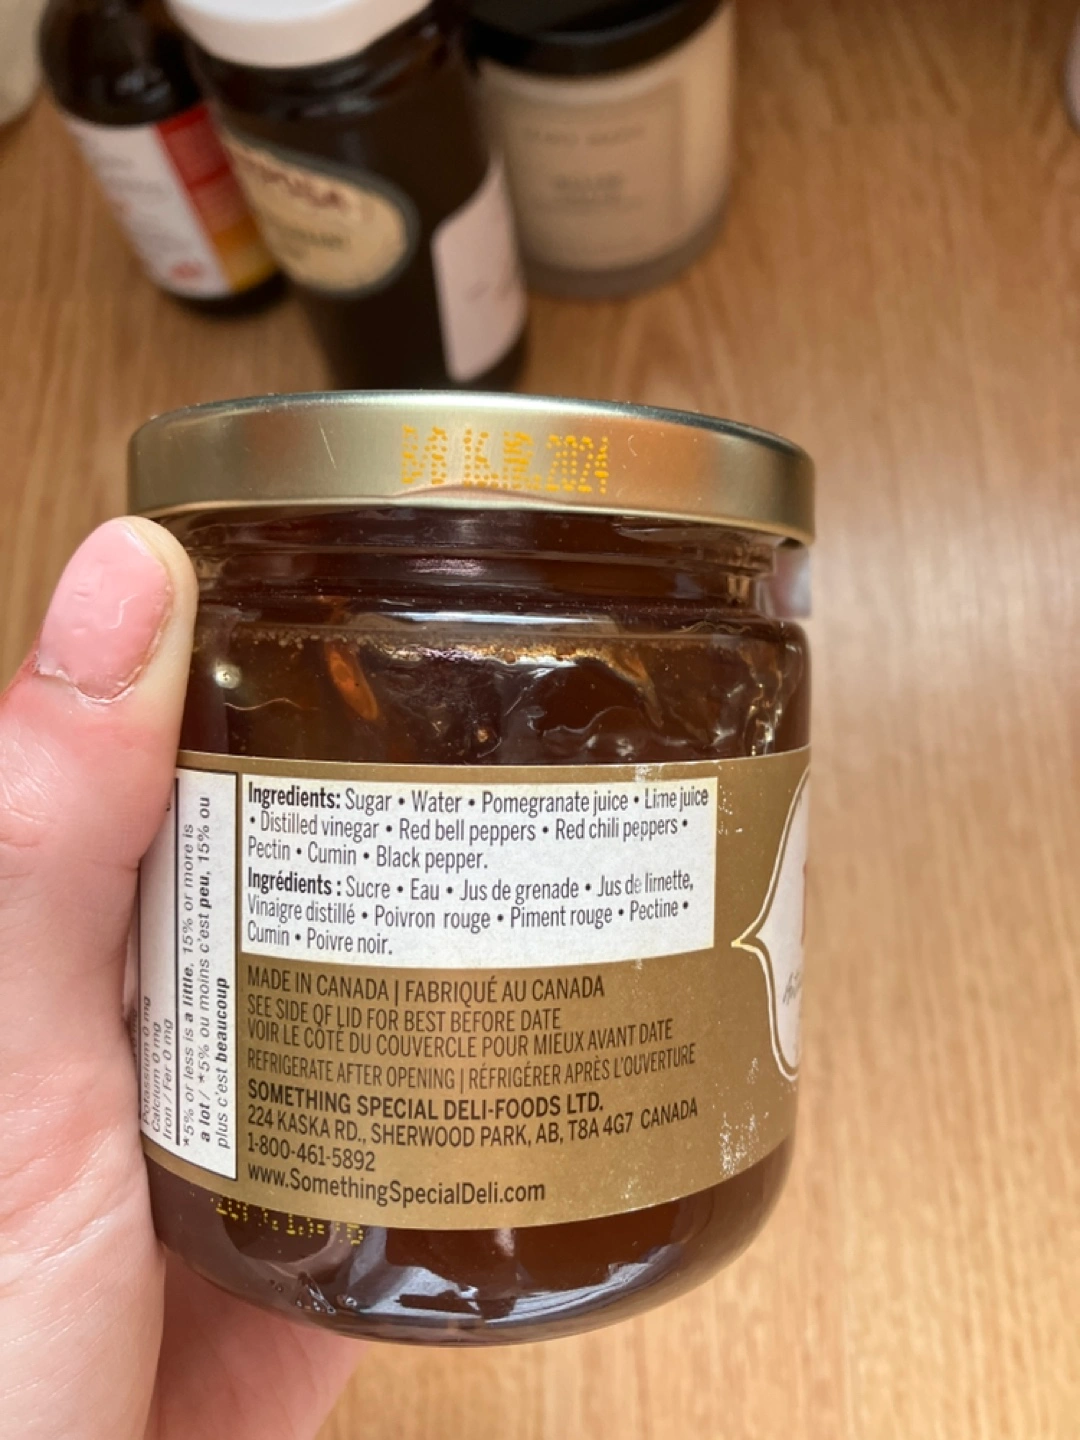 Ingredients: Sugar • Water • Pomegranate juice • Lime juice
• Distilled vinegar • Red bell peppers • Red chili peppers •
Pectin • Cumin • Black pepper.
Ingrédients : Sucre • Eau • Jus de grenade • Jus de limette,
Vinaigre distillé • Poivron rouge • Piment rouge • Pectine •
Cumin • Poivre noir.
MADE IN CANADA | FABRIQUÉ AU CANADA
SEE SIDE OF LID FOR BEST BEFORE DATE
VOIR LE CÔTÉ DU COUVERCLE POUR MIEUX AVANT DATE
REFRIGERATE AFTER OPENING | RÉFRIGÉRER APRÈS L'OUVERTURE
SOMETHING SPECIAL DELI-FOODS LTD.
224 KASKA RD., SHERWOOD PARK, AB, T8A 4G7 CANADA
1-800-461-5892
www.SomethingSpecialDeli.com
Potassium 0 mg
Calcium 0 mg
Iron / Fer 0 mg
*5% or less is a little, 15% or more is
a lot / *5% ou moins c'est peu, 15% ou
plus c'est beaucoup